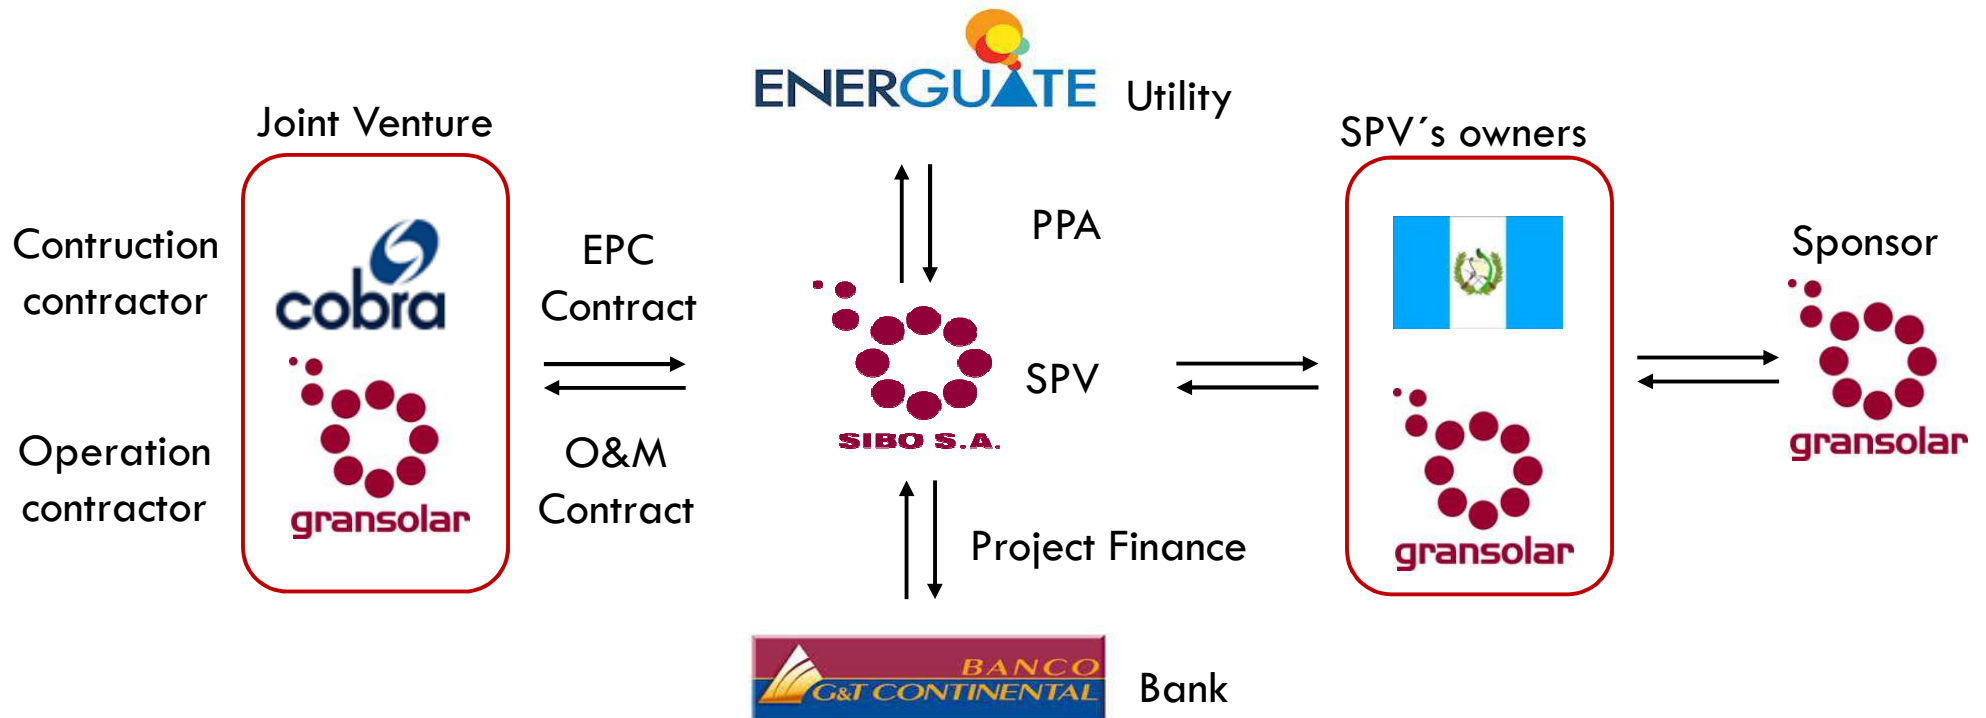 ENERGUATE
Utility
Joint Venture
SPV´s owners
Contruction
contractor
cobra
EPC
Contract
PPA
Sponsor
SPV
SIBO S.A.
gransolar
Operation
contractor
gransolar
O&M
Contract
gransolar
Project Finance
BANCO
G&T CONTINENTAL
Bank